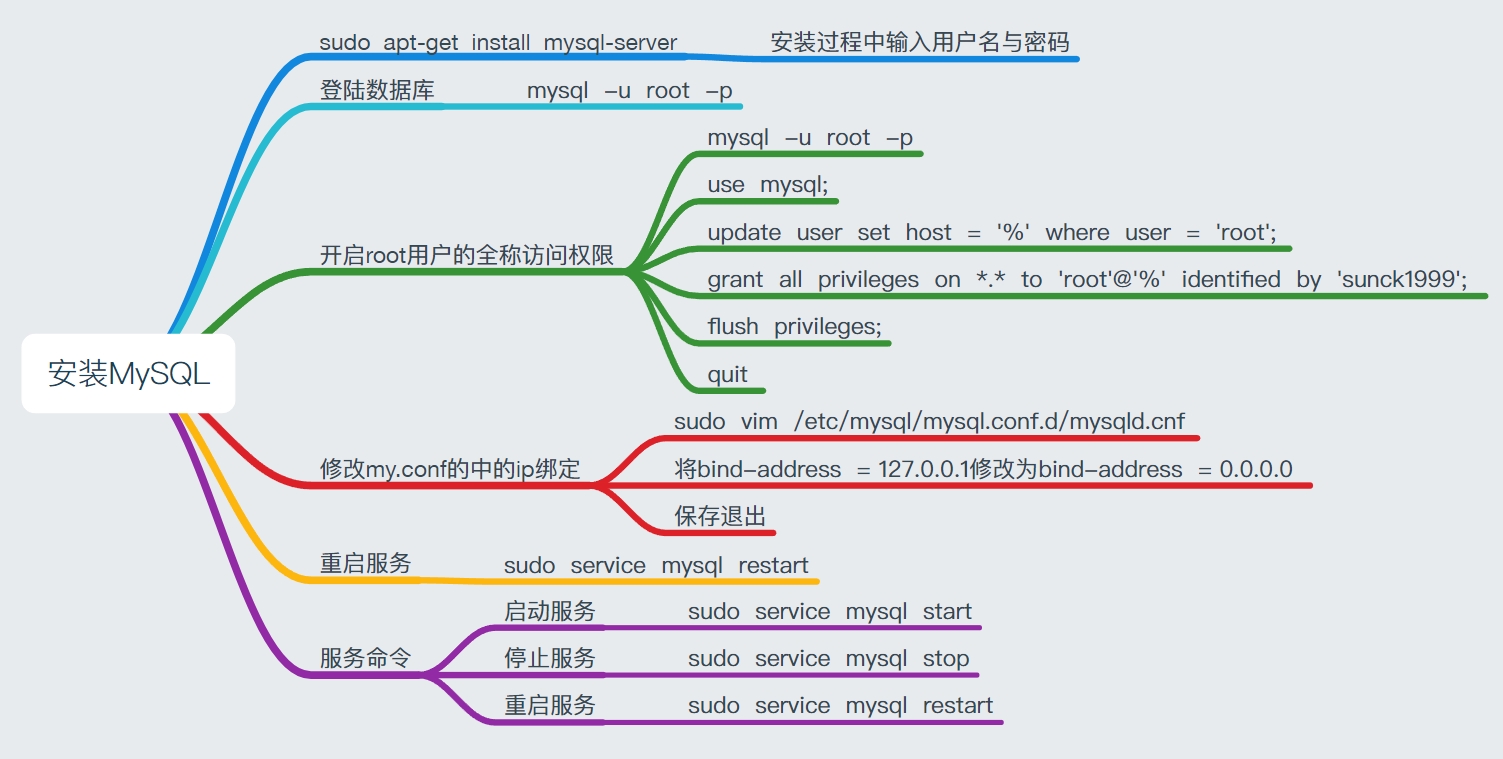 安装MySQL
sudo apt-get install mysql-server
安装过程中输入用户名与密码
登陆数据库
mysql -u root -p
开启root用户的全称访问权限
mysql -u root -p
use mysql;
update user set host = '%' where user = 'root';
grant all privileges on *.* to 'root'@'%' identified by 'sunck1999';
flush privileges;
quit
修改my.conf的中的ip绑定
sudo vim /etc/mysql/mysql.conf.d/mysqld.cnf
将bind-address = 127.0.0.1修改为bind-address = 0.0.0.0
保存退出
重启服务
sudo service mysql restart
服务命令
启动服务
sudo service mysql start
停止服务
sudo service mysql stop
重启服务
sudo service mysql restart